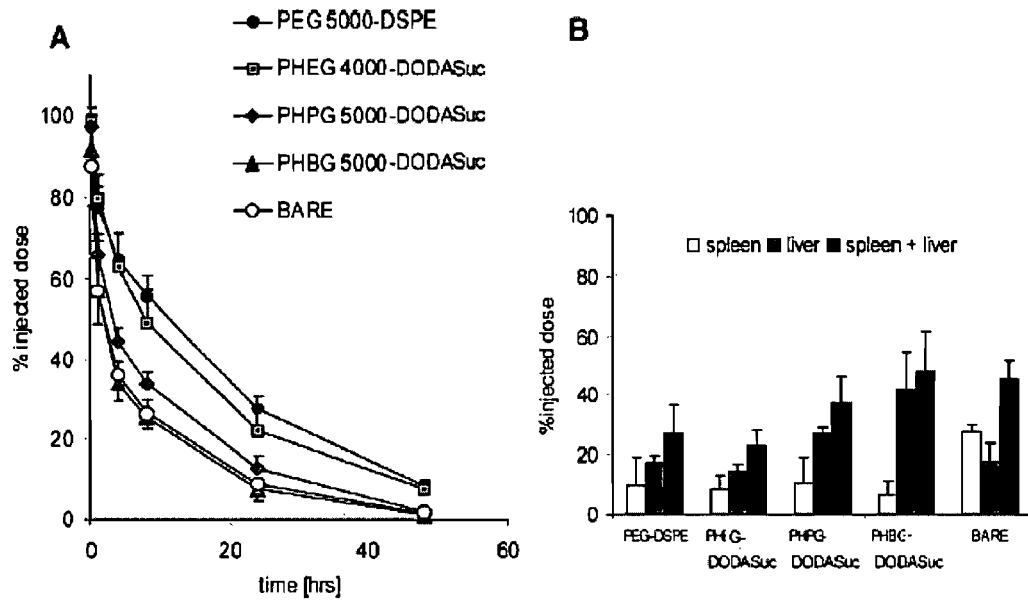 A
PEG 5000-DSPE
PHEG 4000-DODASuc
PHPG 5000-DODASuc
PHBG 5000-DODASuc
BARE
% injected dose
100
80
60
40
20
0
0 20 40 60
time [hrs]
B
spleen liver spleen + liver
%injected dose
100
80
60
40
20
0
PEG-DSPE PHEG- PHPG- PHBG- BARE
DODASuc DODASuc DODASuc